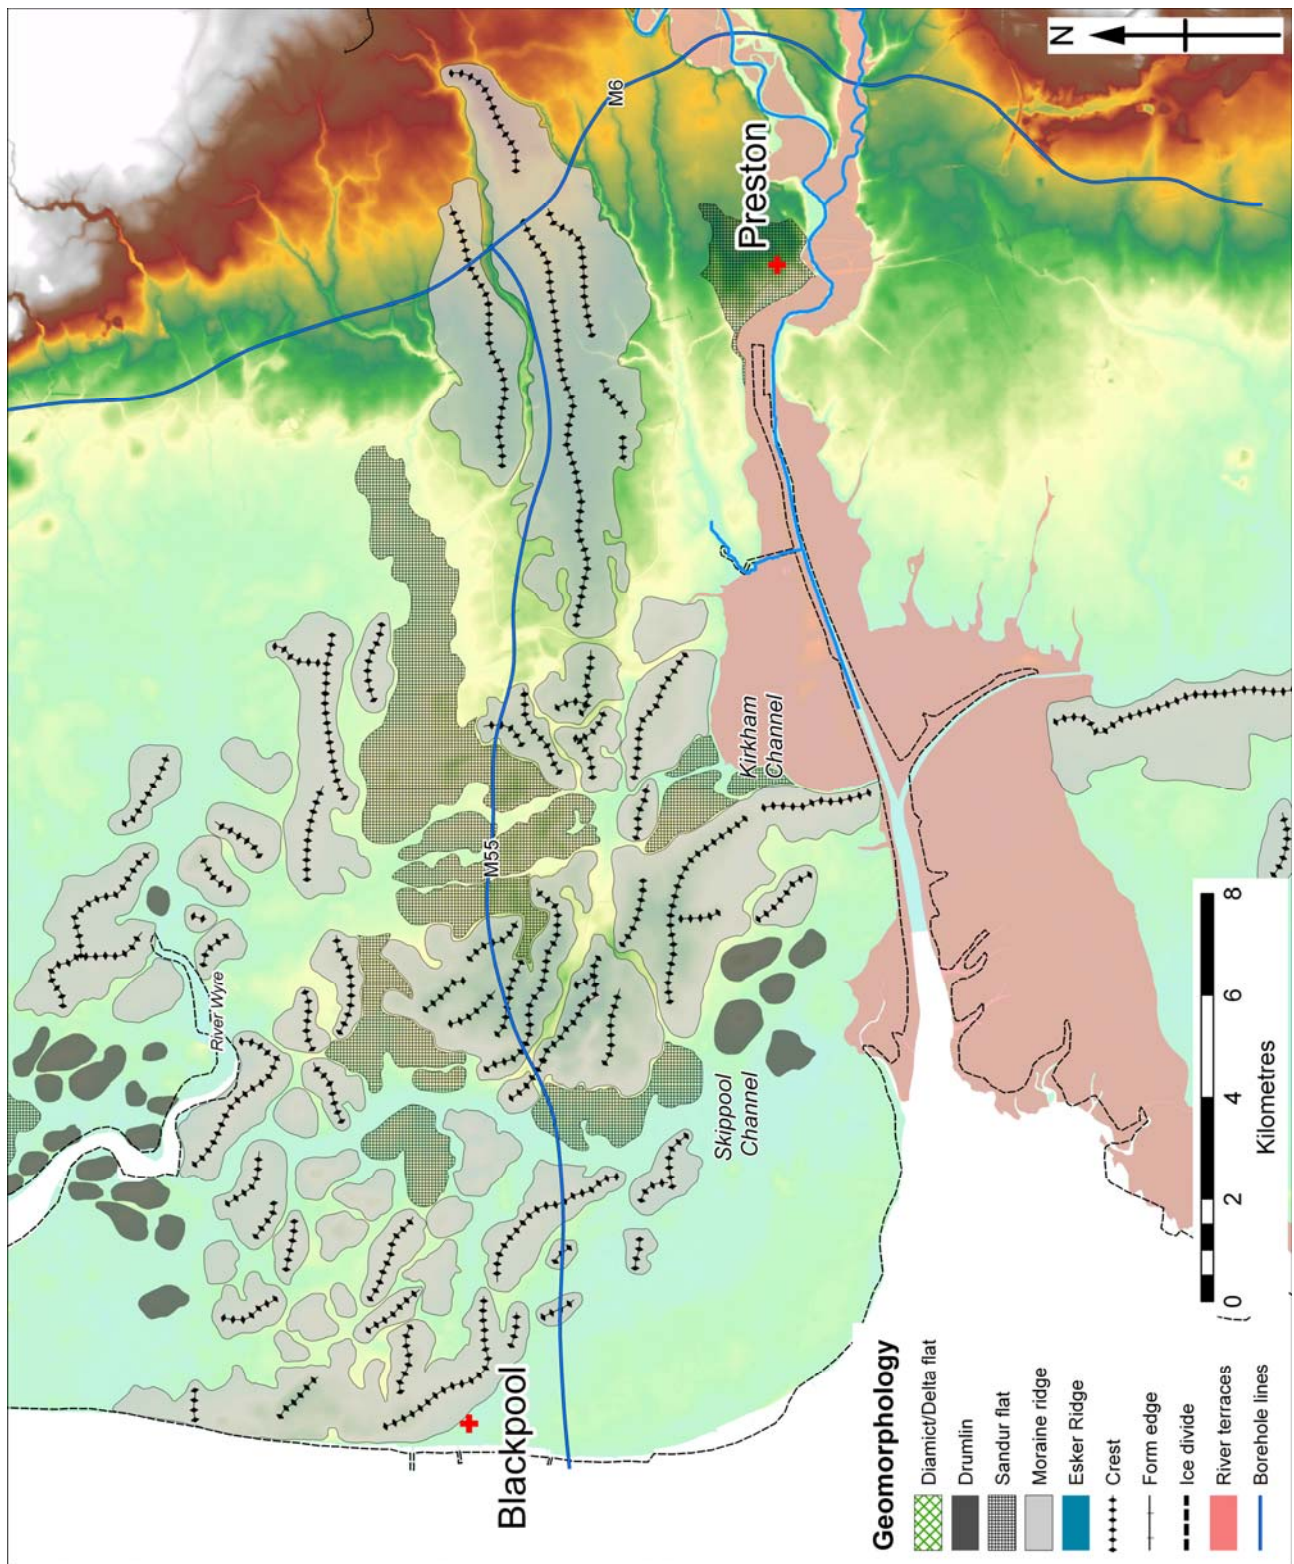 N
M6
Preston
M55
Kirkham
Channel
River Wyre
Skippool
Channel
Blackpool
Geomorphology
Diamict/Delta flat
Drumlin
Sandur flat
Moraine ridge
Esker Ridge
Crest
Form edge
Ice divide
River terraces
Borehole lines
0 2 4 6 8
Kilometres